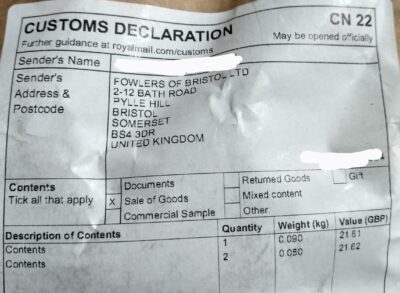 CUSTOMS DECLARATION
CN 22
Further guidance at royalmail.com/customs
May be opened officially
Sender's Name
Sender's Address & Postcode
FOWLERS OF BRISTOL LTD
2-12 BATH ROAD
PYLLE HILL
BRISTOL
SOMERSET
BS4 3DR
UNITED KINGDOM
Contents
Tick all that apply
Documents
Returned Goods
Gift
X Sale of Goods
Mixed content
Commercial Sample
Other
Description of Contents Quantity Weight (kg) Value (GBP)
Contents 1 0.090 21.61
Contents 2 0.050 21.62